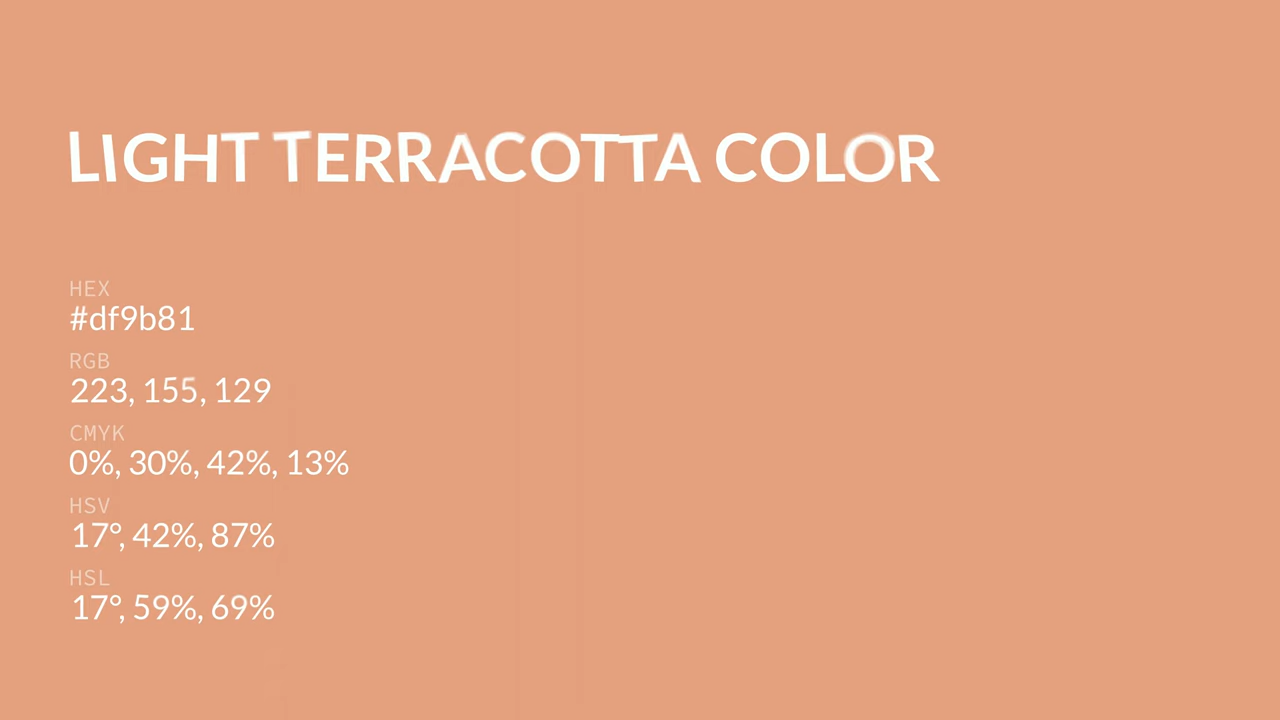 LIGHT TERRACOTTA COLOR
HEX
#df9b81
RGB
223, 155, 129
CMYK
0%, 30%, 42%, 13%
HSV
17°, 42%, 87%
HSL
17°, 59%, 69%